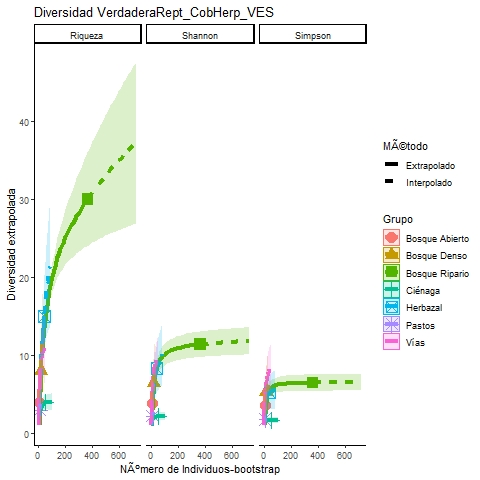 Diversidad VerdaderaRept_CobHerp_VES
Riqueza
Shannon
Simpson
Diversidad extrapolada
40
30
20
10
0
0
200
400
600
0
200
400
600
0
200
400
600
NÃºmero de Individuos-bootstrap
MÃ©todo
Extrapolado
Interpolado
Grupo
Bosque Abierto
Bosque Denso
Bosque Ripario
Ciénaga
Herbazal
Pastos
Vías